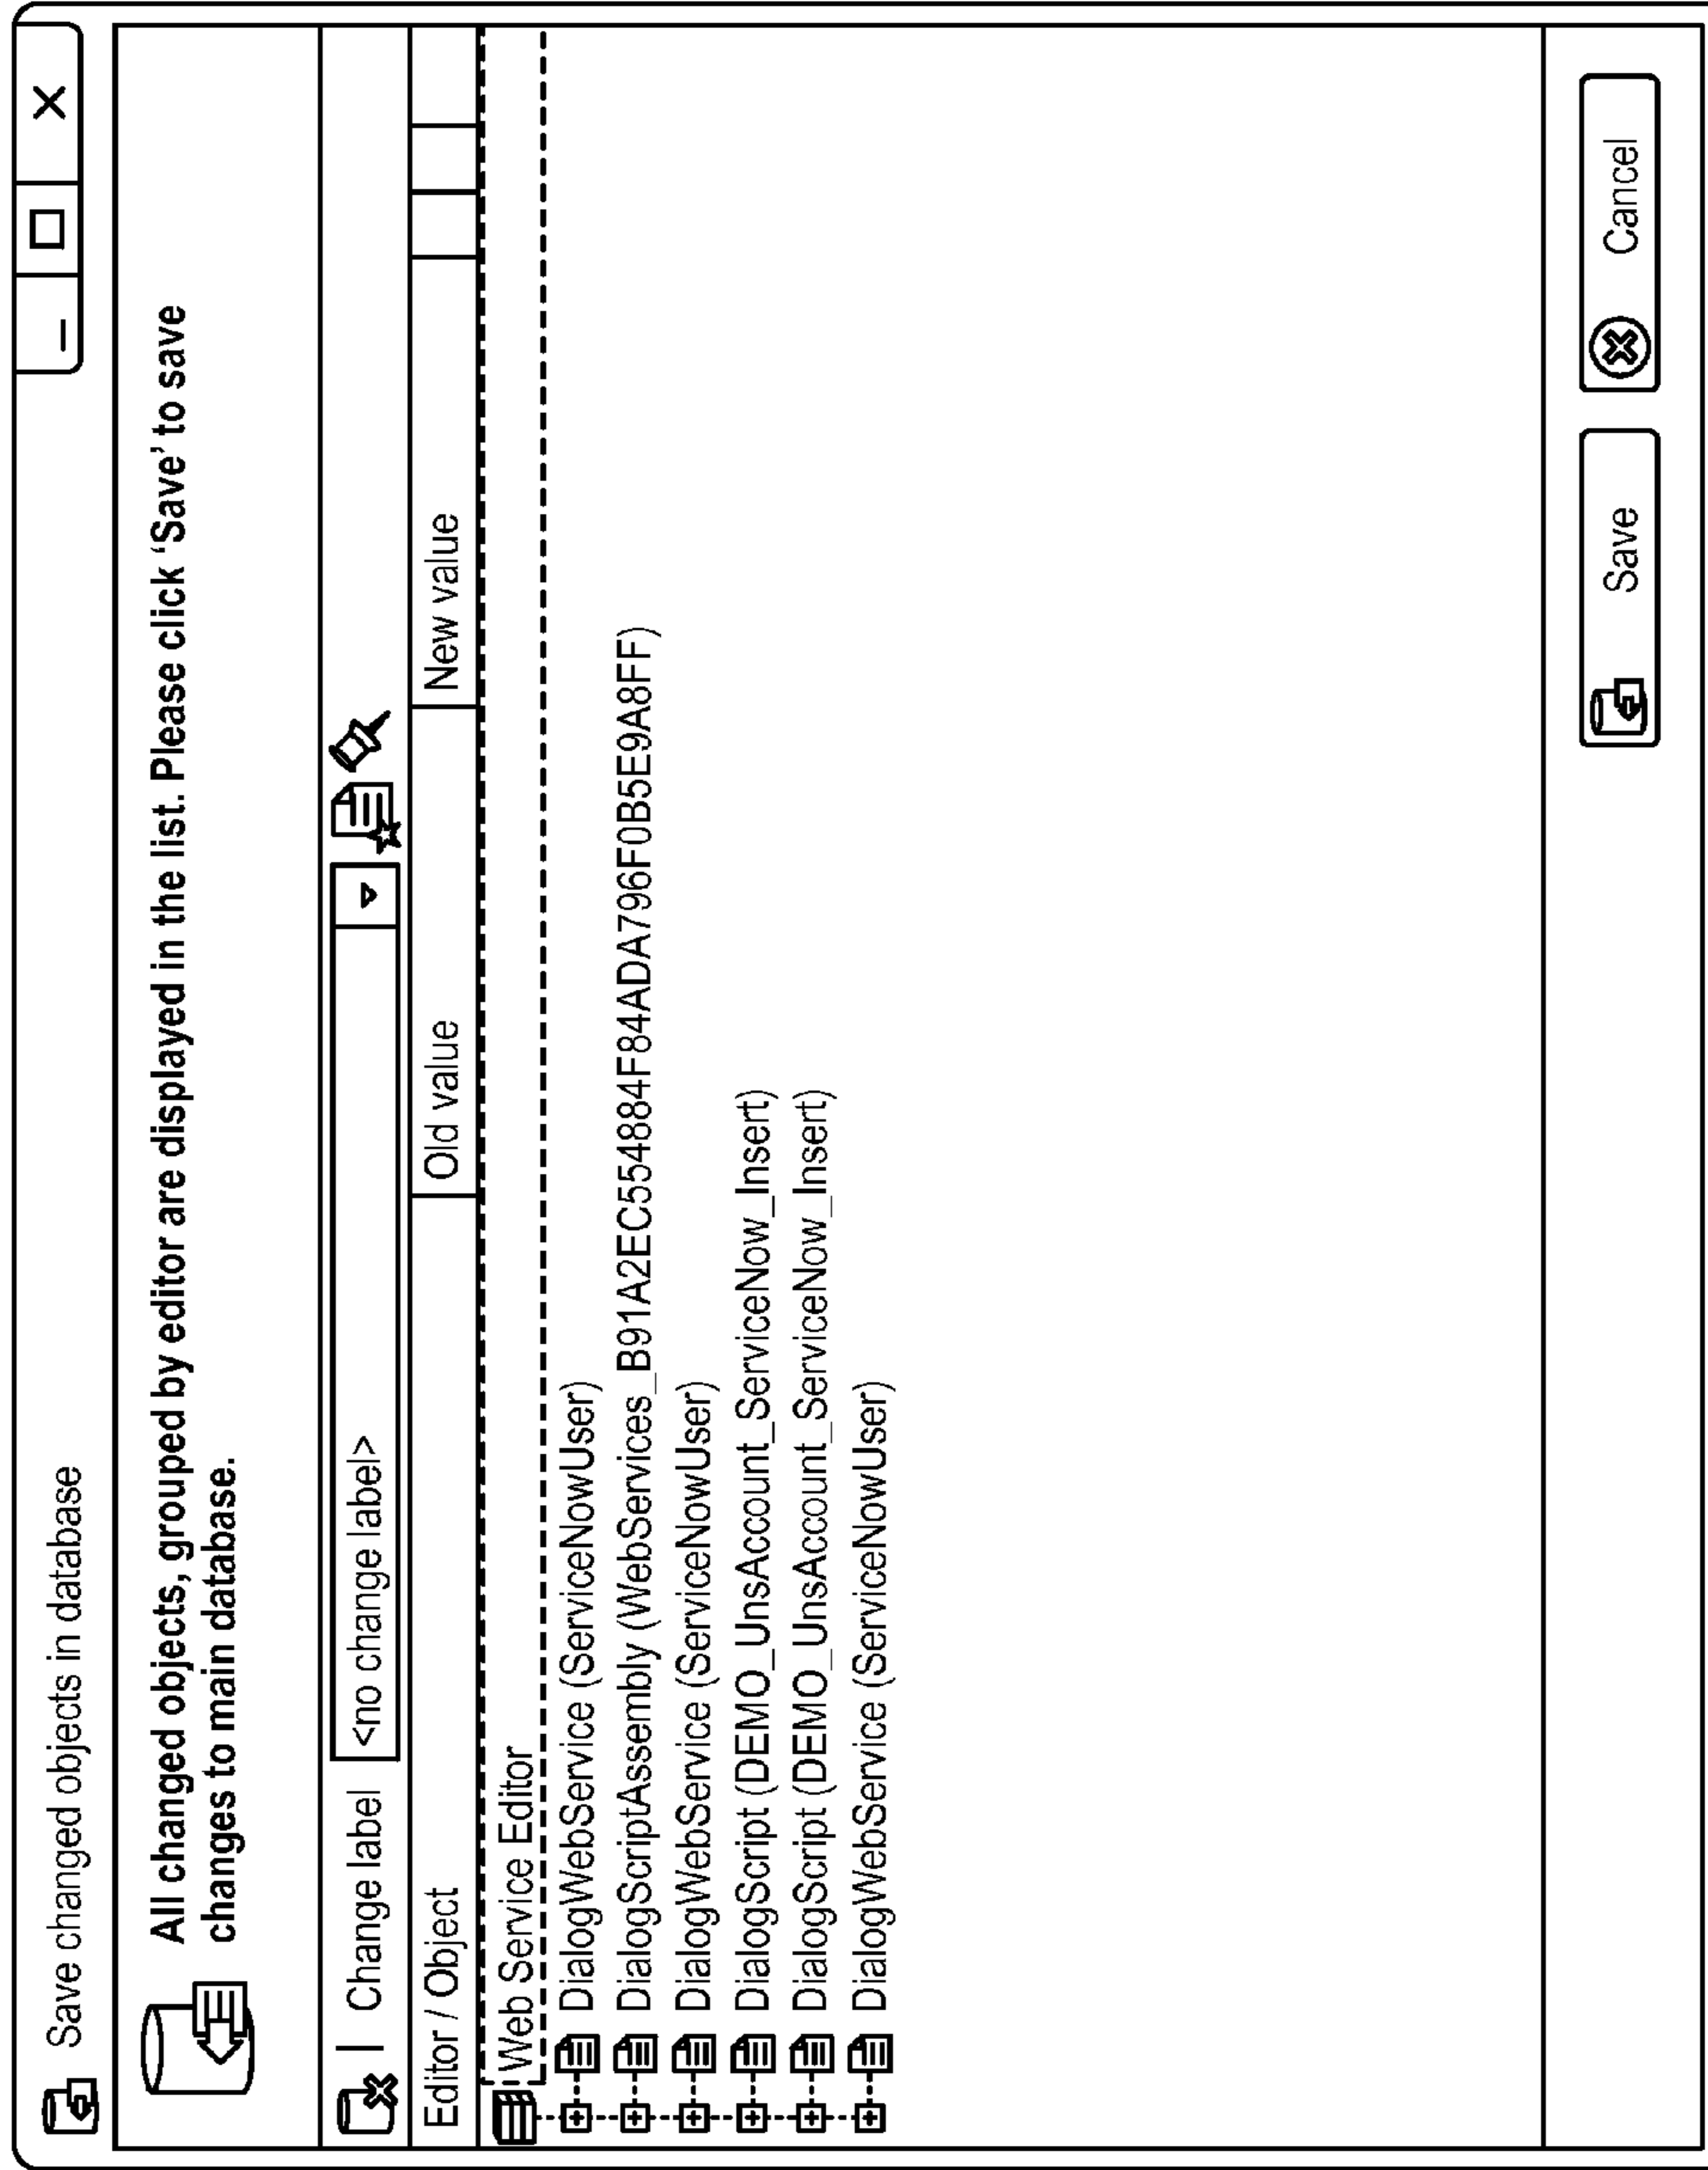 Save changed objects in database
All changed objects, grouped by editor are displayed in the list. Please click ‘Save’ to save
changes to main database.
Change label <no change label>
Editor / Object Old value New value
Web Service Editor
DialogWebService (ServiceNowUser)
DialogScriptAssembly (WebServices_B91A2EC554884F84ADA796F0B5E9A8FF)
DialogWebService (ServiceNowUser)
DialogScript (DEMO_UnsAccount_ServiceNow_Insert)
DialogScript (DEMO_UnsAccount_ServiceNow_Insert)
DialogWebService (ServiceNowUser)
Save Cancel